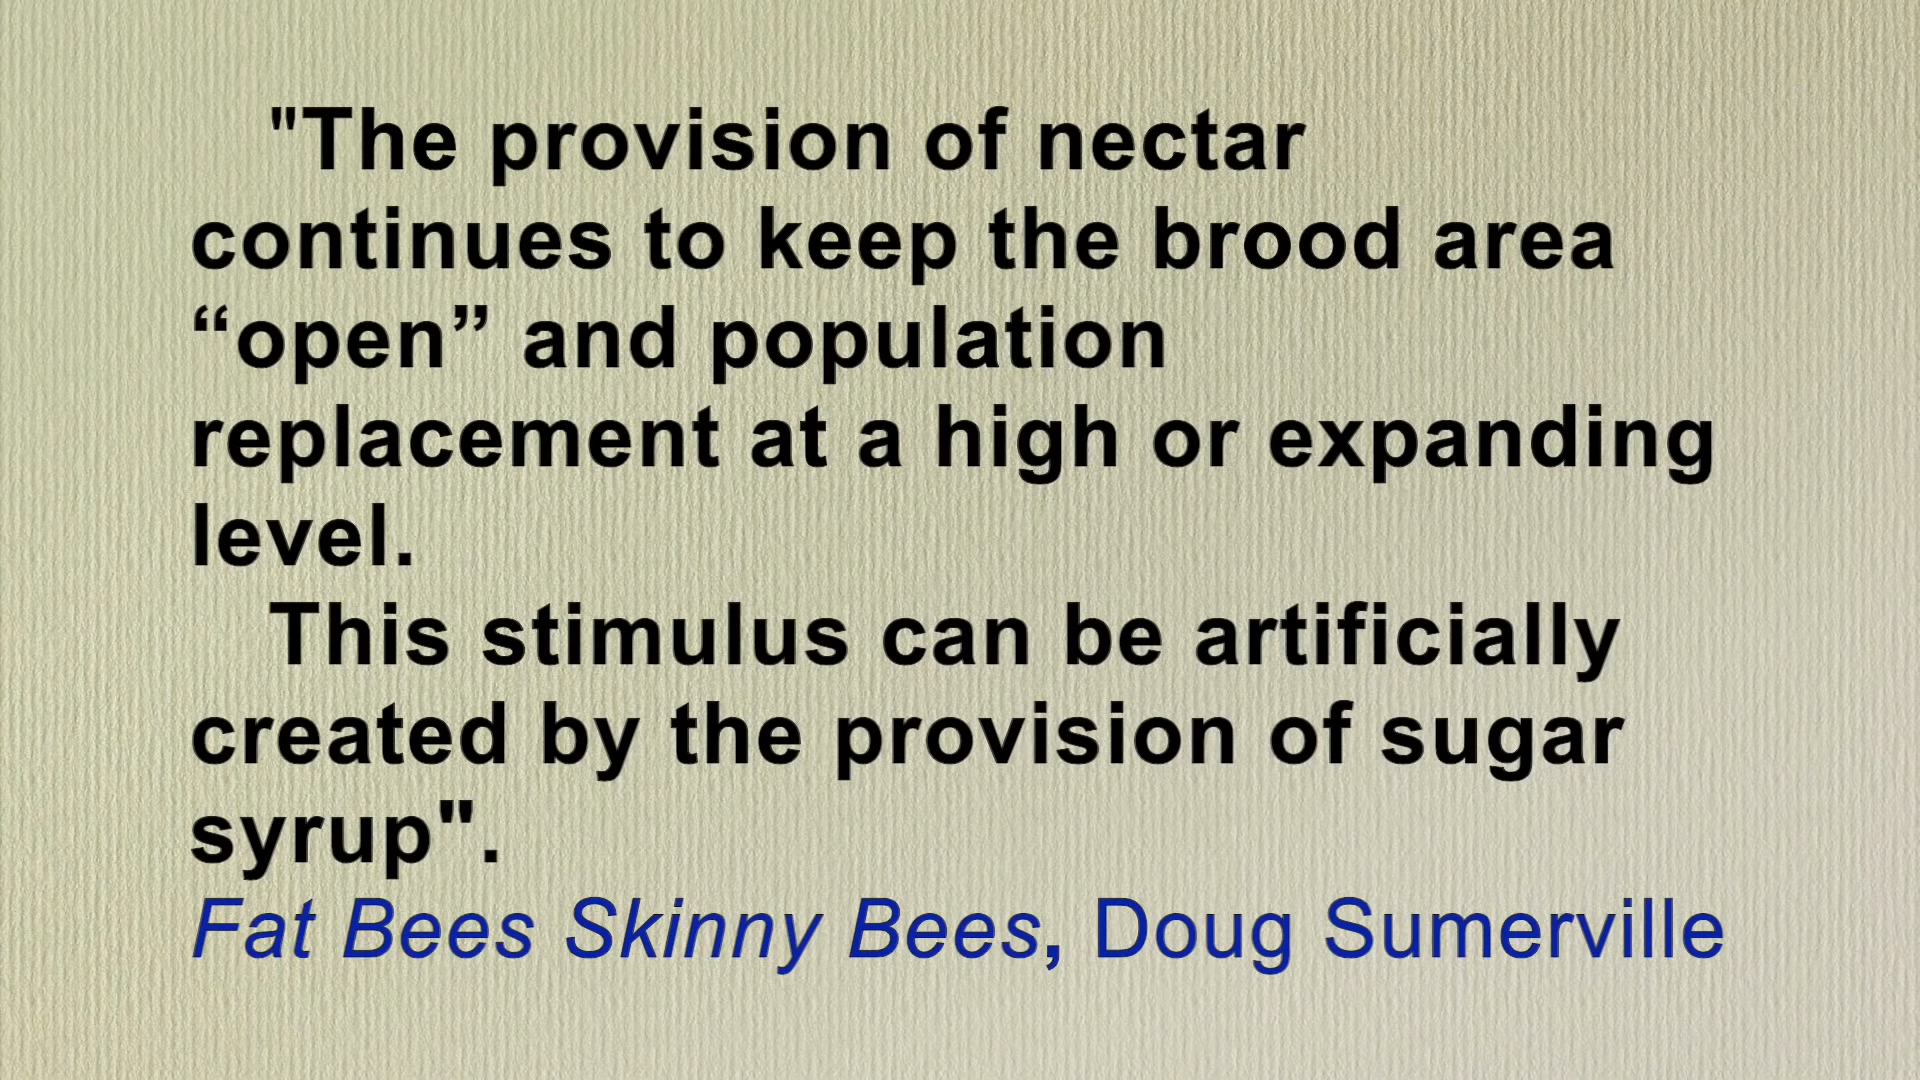 "The provision of nectar
continues to keep the brood area
“open” and population
replacement at a high or expanding
level.
This stimulus can be artificially
created by the provision of sugar
syrup".
Fat Bees Skinny Bees, Doug Sumerville